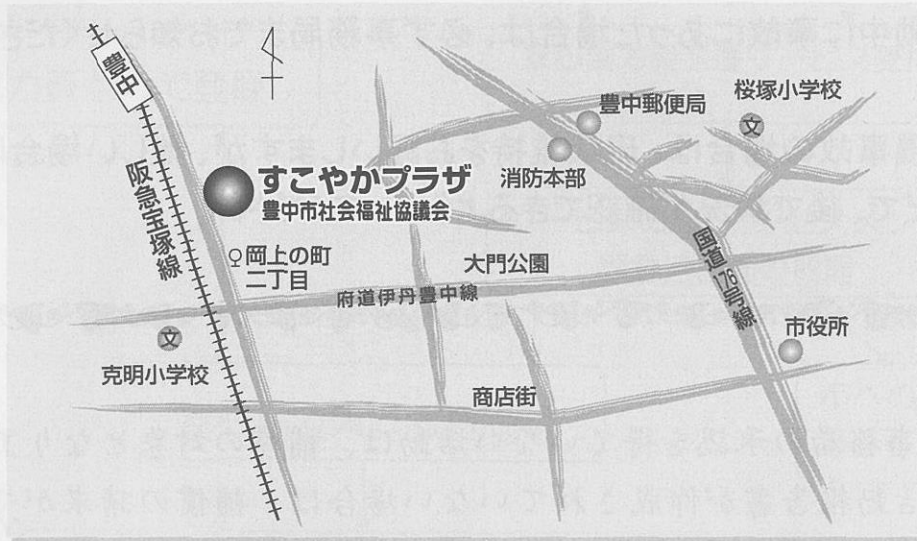 豊中
阪急宝塚線
すこやかプラザ
豊中市社会福祉協議会
岡上の町
二丁目
豊中郵便局
消防本部
桜塚小学校
文
大門公園
府道伊丹豊中線
国道176号線
文
克明小学校
商店街
市役所